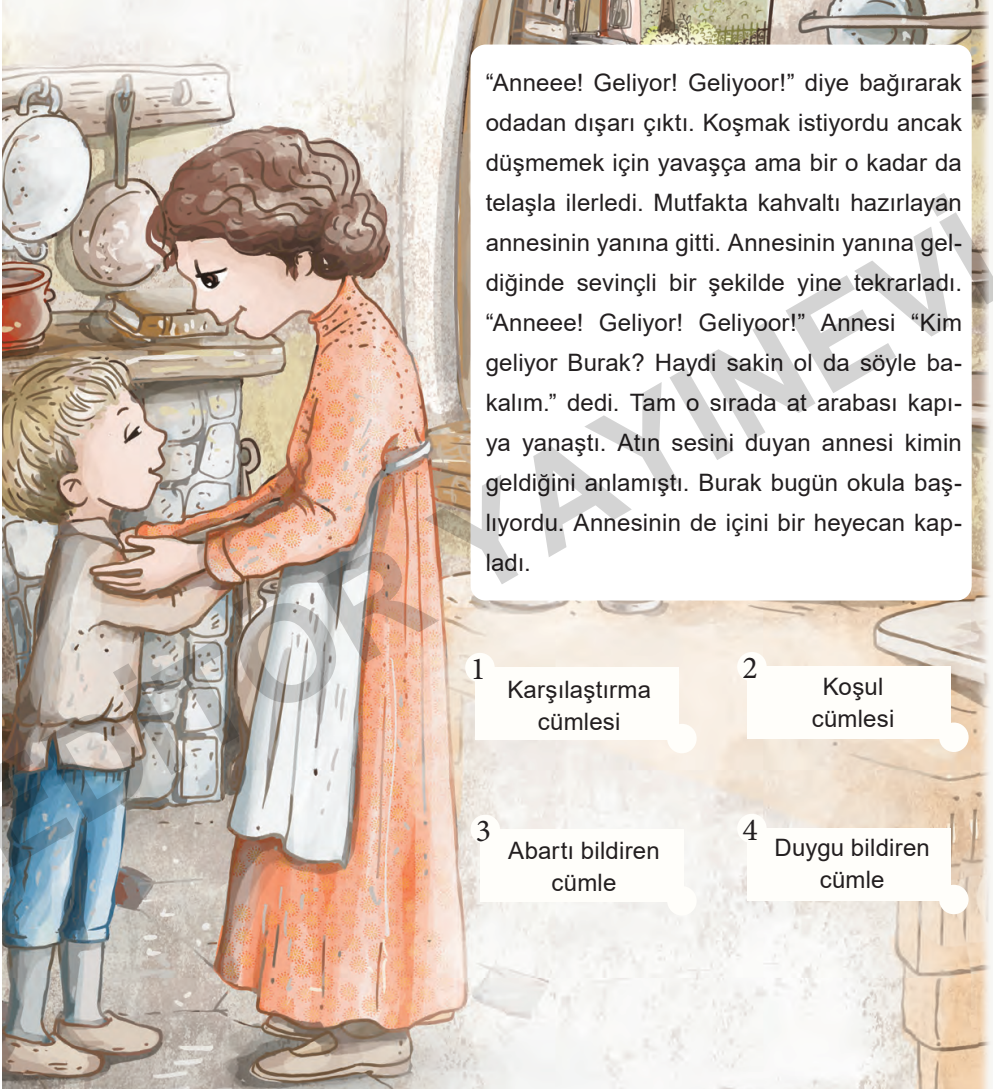 “Anneee! Geliyor! Geliyoor!” diye bağırarak
odadan dışarı çıktı. Koşmak istiyordu ancak
düşmemek için yavaşça ama bir o kadar da
telaşla ilerledi. Mutfakta kahvaltı hazırlayan
annesinin yanına gitti. Annesinin yanına gel-
diğinde sevinçli bir şekilde yine tekrarladı.
“Anneee! Geliyor! Geliyoor!” Annesi “Kim
geliyor Burak? Haydi sakin ol da söyle ba-
kalım.” dedi. Tam o sırada at arabası kapı-
ya yanaştı. Atın sesini duyan annesi kimin
geldiğini anlamıştı. Burak bugün okula baş-
lıyordu. Annesinin de içini bir heyecan kap-
ladı.
1
Karşılaştırma
cümlesi
2
Koşul
cümlesi
3
Abartı bildiren
cümle
4
Duygu bildiren
cümle
YAYINEVİ